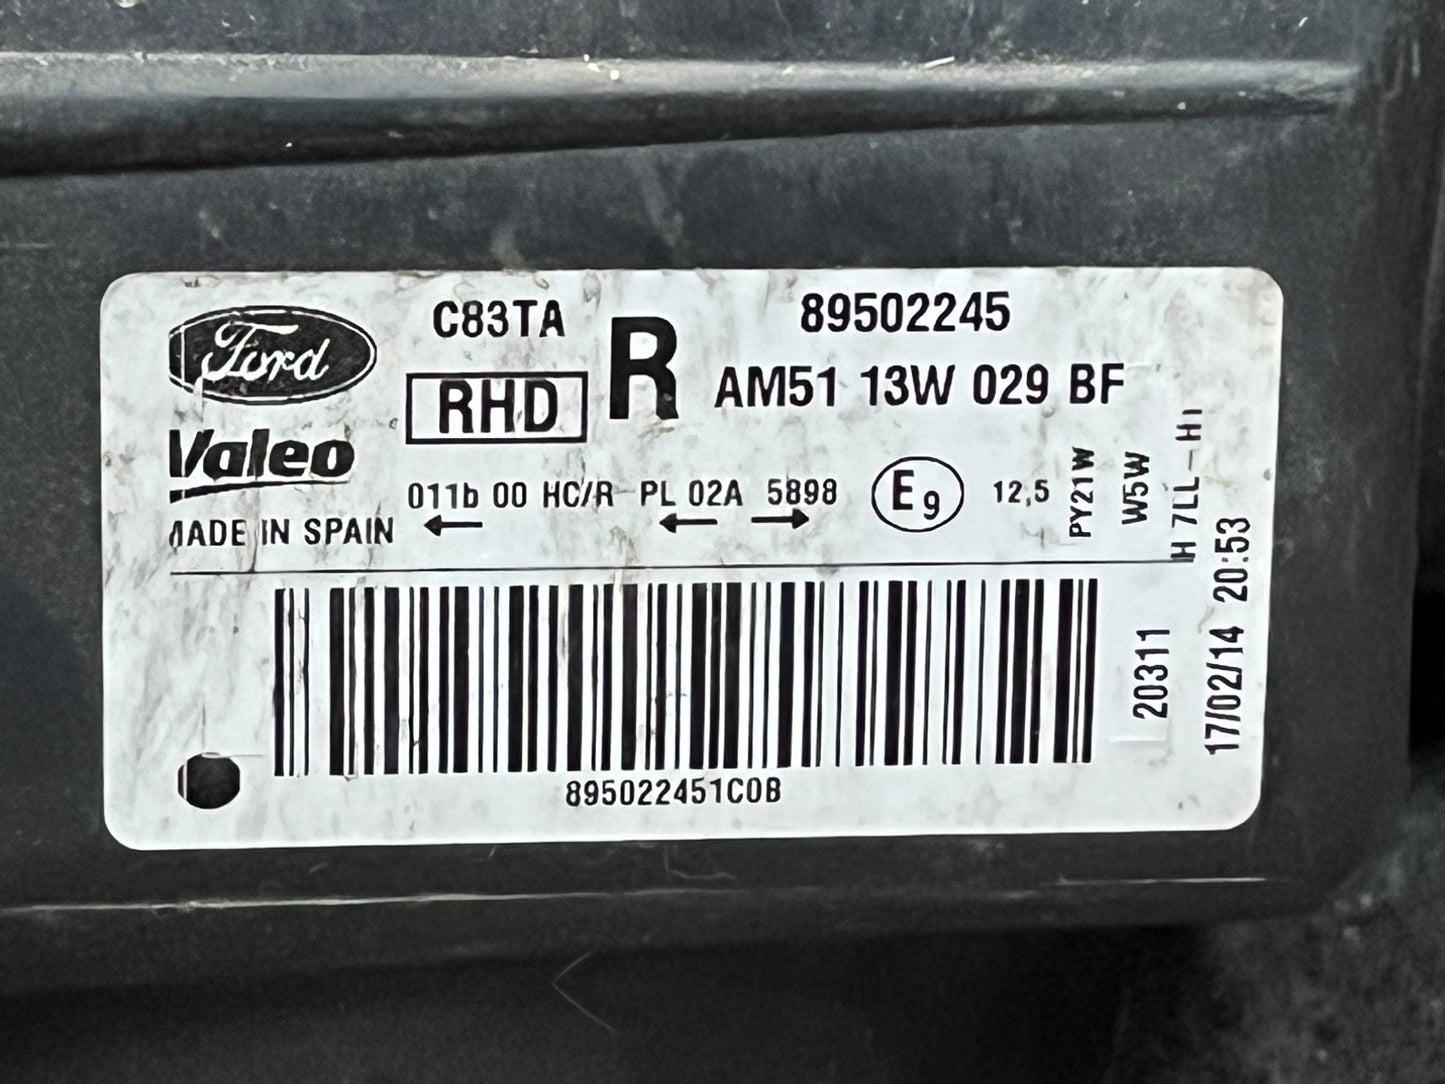 Ford
C83TA
RHD
R
89502245
AM51 13W 029 BF
Valeo
MADE IN SPAIN
011b 00 HC/R PL 02A 5898
E9
12,5
PY21W
W5W
H 7LL-H1
895022451C0B
20311
17/02/14 20:53